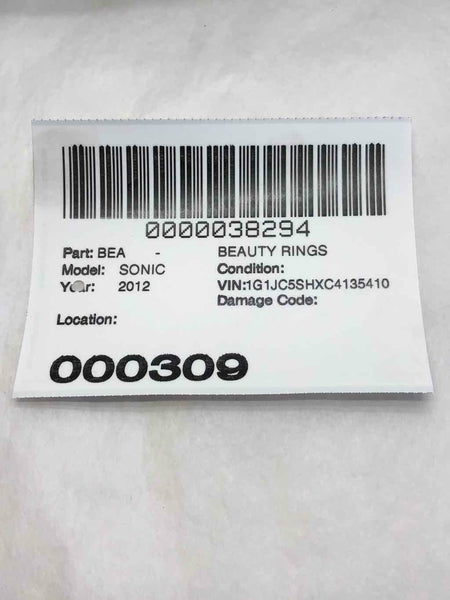 0000038294
Part: BEA - BEAUTY RINGS
Model: SONIC Condition:
Year: 2012 VIN:1G1JC5SHXC4135410
Damage Code:
Location:
000309